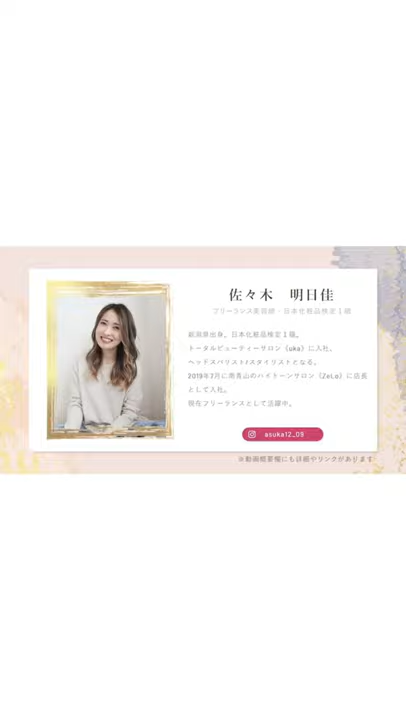 佐々木 明日佳
フリーランス美容師・日本化粧品検定1級
新潟県出身。日本化粧品検定1級。
トータルビューティーサロン（uka）に入社。
ヘッドスパリスト/スタイリストとなる。
2019年7月に南青山のハイトーンサロン（ZeLo）に店長
として入社。
現在フリーランスとして活躍中。
asuka12_09
※動画概要欄にも詳細やリンクがあります